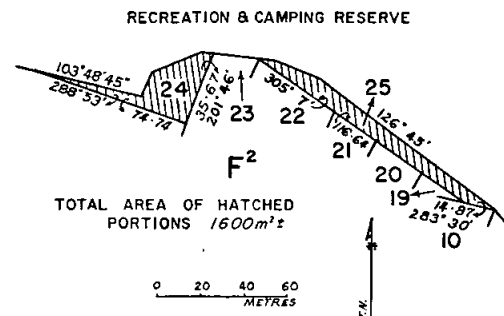 RECREATION & CAMPING RESERVE
103° 48' 45"
288° 53'
74·74
24
35·67
201° 46'
23
305° 7'
22
116·64
25
126° 45'
21
20
19
14·87
283° 30'
10
F²
TOTAL AREA OF HATCHED
PORTIONS 1600m² ±
0 20 40 60
METRES
T.N.